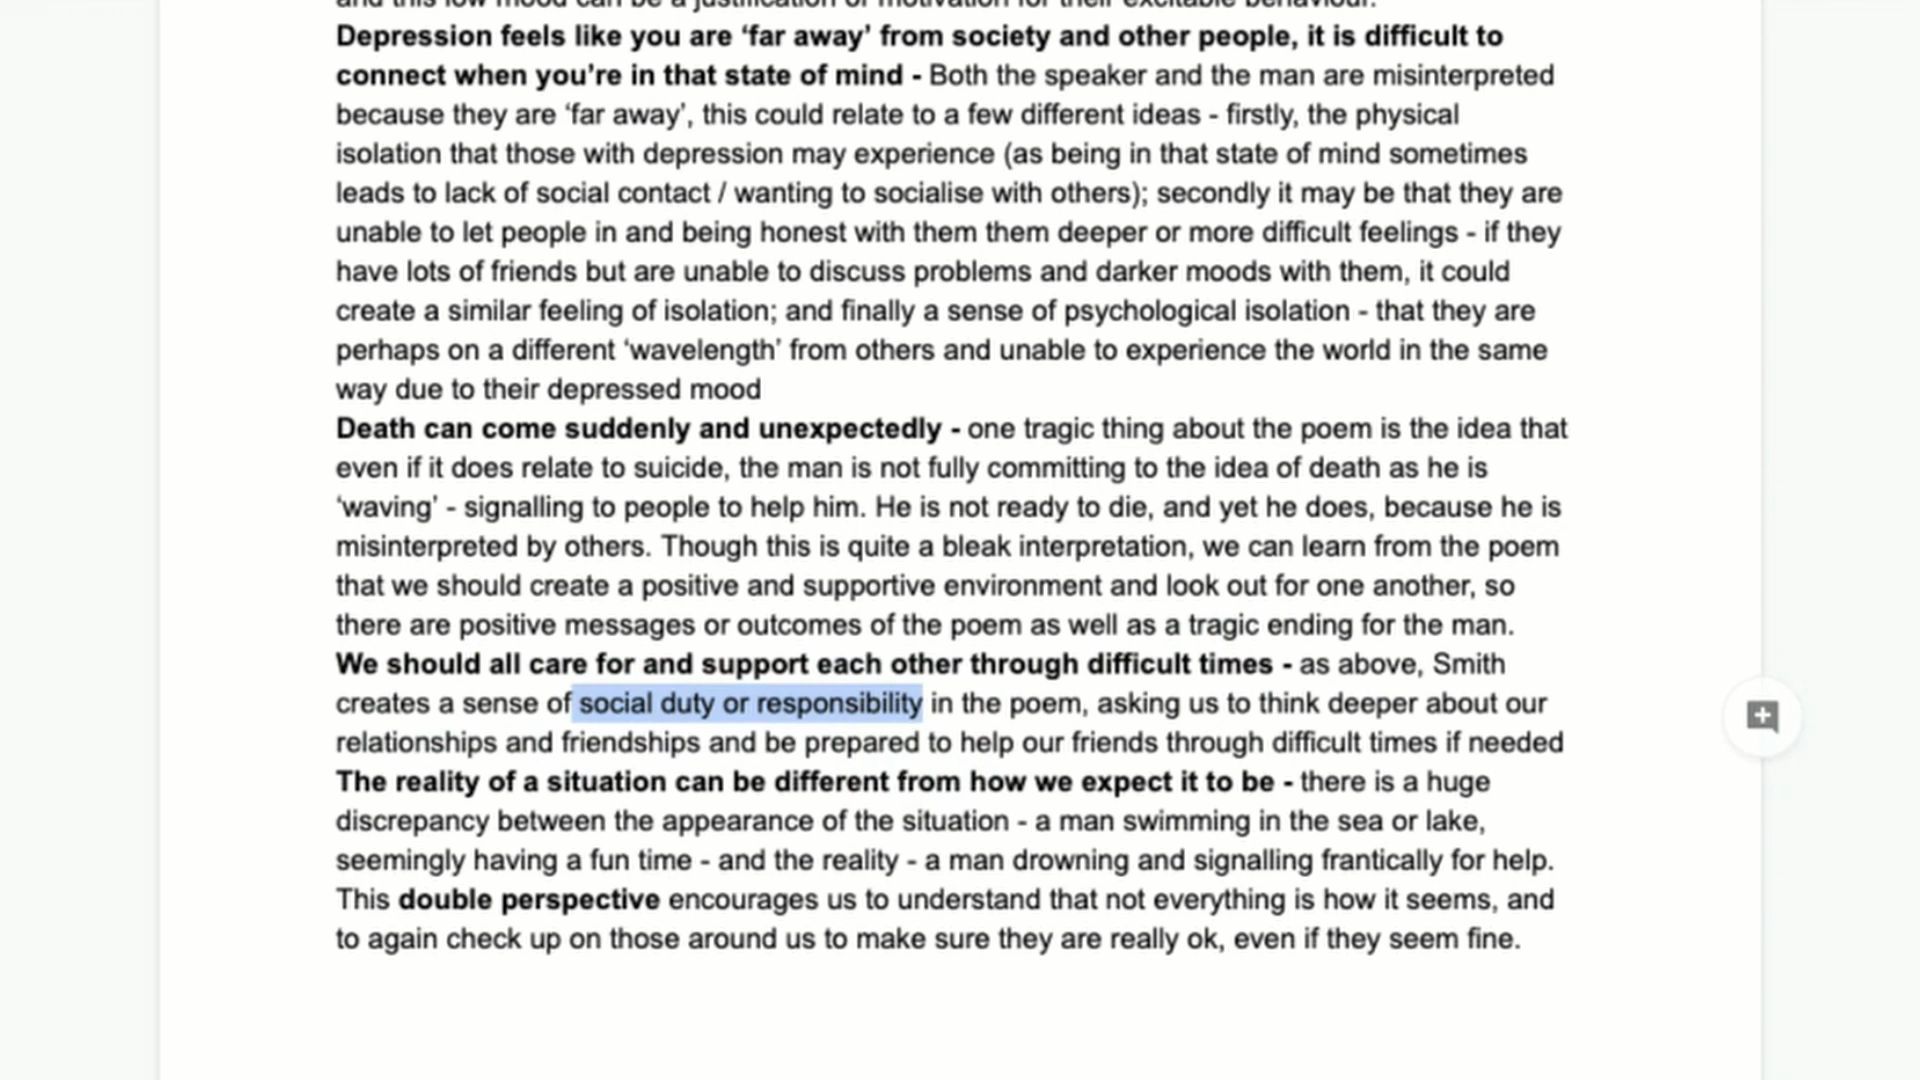 and this low mood can be a justification or motivation for their excitable behaviour.
Depression feels like you are ‘far away’ from society and other people, it is difficult to
connect when you’re in that state of mind - Both the speaker and the man are misinterpreted
because they are ‘far away’, this could relate to a few different ideas - firstly, the physical
isolation that those with depression may experience (as being in that state of mind sometimes
leads to lack of social contact / wanting to socialise with others); secondly it may be that they are
unable to let people in and being honest with them them deeper or more difficult feelings - if they
have lots of friends but are unable to discuss problems and darker moods with them, it could
create a similar feeling of isolation; and finally a sense of psychological isolation - that they are
perhaps on a different ‘wavelength’ from others and unable to experience the world in the same
way due to their depressed mood
Death can come suddenly and unexpectedly - one tragic thing about the poem is the idea that
even if it does relate to suicide, the man is not fully committing to the idea of death as he is
‘waving’ - signalling to people to help him. He is not ready to die, and yet he does, because he is
misinterpreted by others. Though this is quite a bleak interpretation, we can learn from the poem
that we should create a positive and supportive environment and look out for one another, so
there are positive messages or outcomes of the poem as well as a tragic ending for the man.
We should all care for and support each other through difficult times - as above, Smith
creates a sense of social duty or responsibility in the poem, asking us to think deeper about our
relationships and friendships and be prepared to help our friends through difficult times if needed
The reality of a situation can be different from how we expect it to be - there is a huge
discrepancy between the appearance of the situation - a man swimming in the sea or lake,
seemingly having a fun time - and the reality - a man drowning and signalling frantically for help.
This double perspective encourages us to understand that not everything is how it seems, and
to again check up on those around us to make sure they are really ok, even if they seem fine.